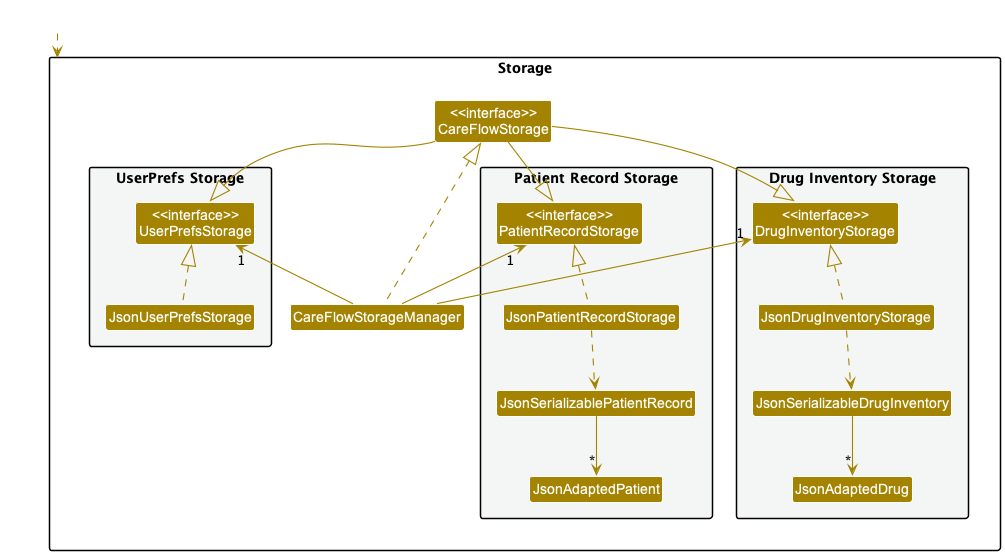 Storage
<<interface>>
CareFlowStorage
UserPrefs Storage
Patient Record Storage
Drug Inventory Storage
<<interface>>
UserPrefsStorage
<<interface>>
PatientRecordStorage
<<interface>>
DrugInventoryStorage
1
1
1
JsonUserPrefsStorage
CareFlowStorageManager
JsonPatientRecordStorage
JsonDrugInventoryStorage
JsonSerializablePatientRecord
JsonSerializableDrugInventory
*
*
JsonAdaptedPatient
JsonAdaptedDrug